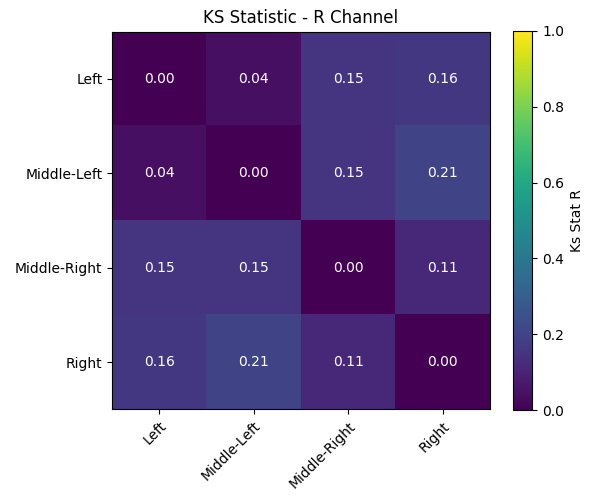 KS Statistic - R Channel
Left 0.00 0.04 0.15 0.16
Middle-Left 0.04 0.00 0.15 0.21
Middle-Right 0.15 0.15 0.00 0.11
Right 0.16 0.21 0.11 0.00
Left Middle-Left Middle-Right Right
1.0
0.8
0.6
0.4
0.2
0.0
Ks Stat R